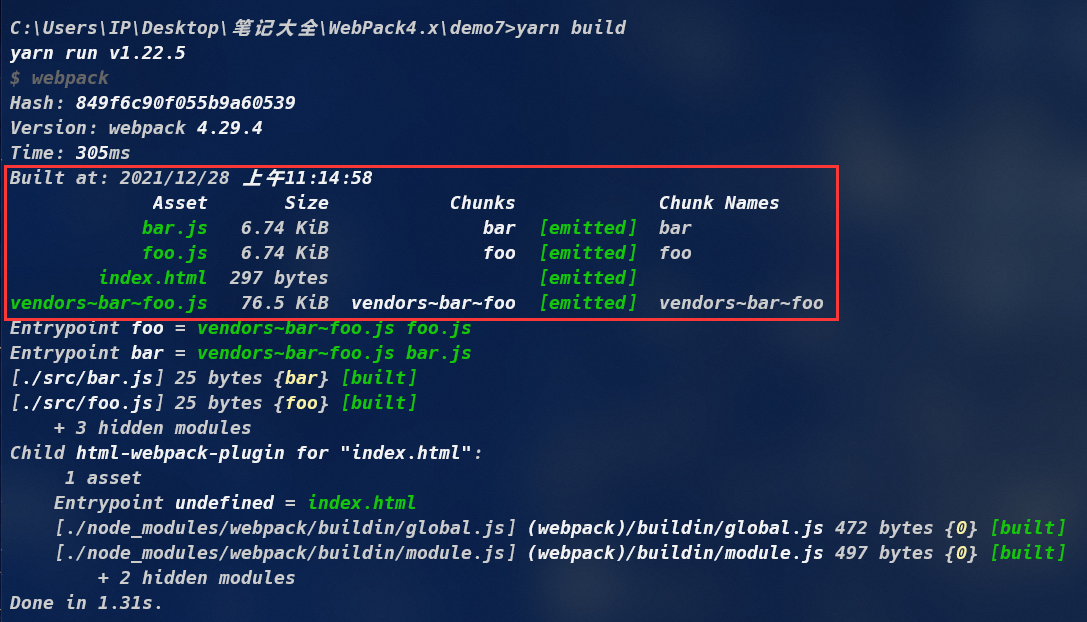 C:\Users\IP\Desktop\笔记大全\WebPack4.x\demo7>yarn build
yarn run v1.22.5
$ webpack
Hash: 849f6c90f055b9a60539
Version: webpack 4.29.4
Time: 305ms
Built at: 2021/12/28 上午11:14:58
Asset Size Chunks Chunk Names
bar.js 6.74 KiB bar [emitted] bar
foo.js 6.74 KiB foo [emitted] foo
index.html 297 bytes [emitted]
vendors~bar~foo.js 76.5 KiB vendors~bar~foo [emitted] vendors~bar~foo
Entrypoint foo = vendors~bar~foo.js foo.js
Entrypoint bar = vendors~bar~foo.js bar.js
[./src/bar.js] 25 bytes {bar} [built]
[./src/foo.js] 25 bytes {foo} [built]
+ 3 hidden modules
Child html-webpack-plugin for "index.html":
1 asset
Entrypoint undefined = index.html
[./node_modules/webpack/buildin/global.js] (webpack)/buildin/global.js 472 bytes {0} [built]
[./node_modules/webpack/buildin/module.js] (webpack)/buildin/module.js 497 bytes {0} [built]
+ 2 hidden modules
Done in 1.31s.